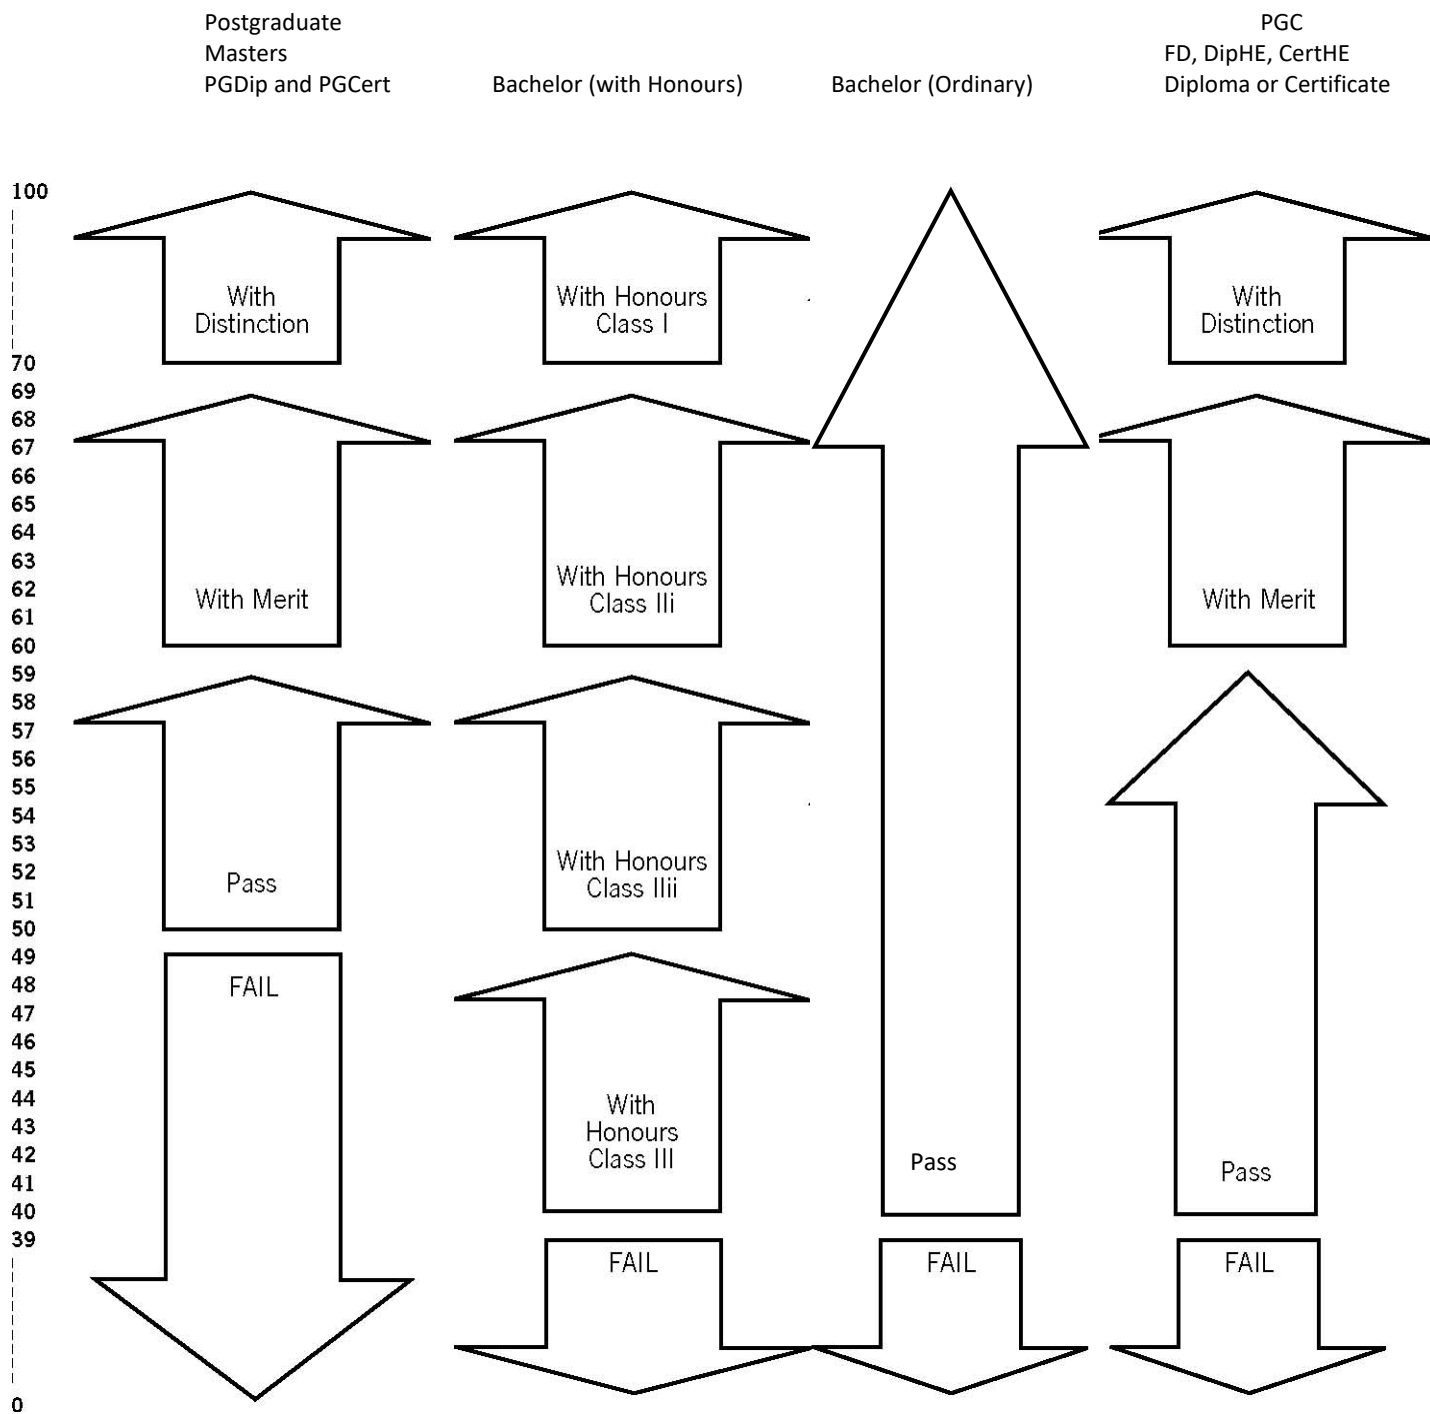 Postgraduate
Masters
PGDip and PGCert
Bachelor (with Honours)
Bachelor (Ordinary)
PGC
FD, DipHE, CertHE
Diploma or Certificate
100
With
Distinction
With Honours
Class I
With
Distinction
70
69
68
67
66
65
64
63
62
61
60
With Merit
With Honours
Class IIi
With Merit
59
58
57
56
55
54
53
52
51
50
Pass
With Honours
Class IIii
49
48
47
46
45
44
43
42
41
40
FAIL
With
Honours
Class III
Pass
Pass
39
FAIL
FAIL
FAIL
0